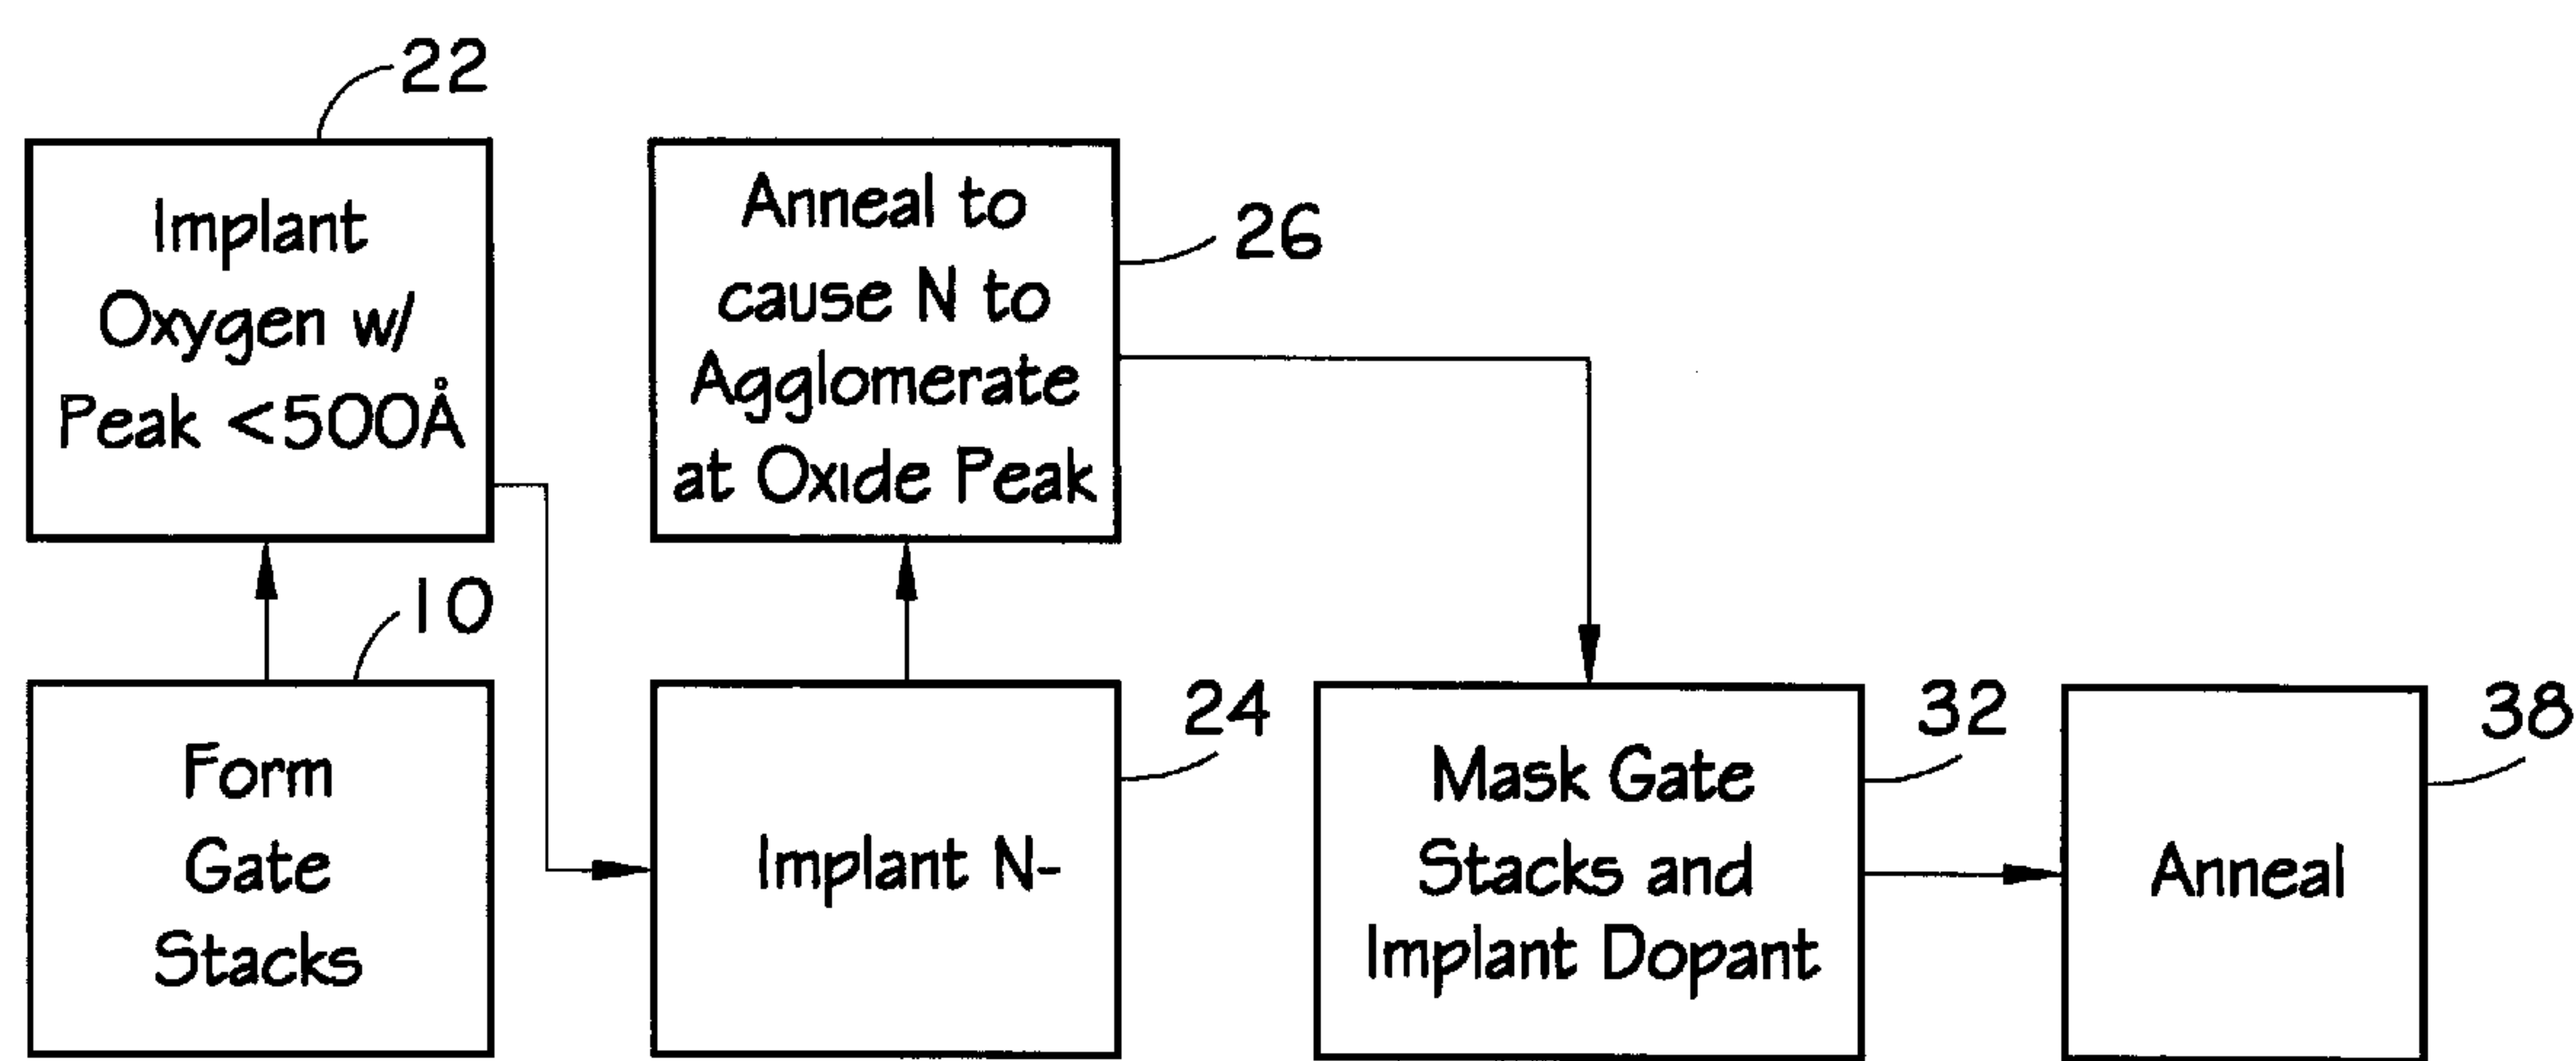 22
Implant
Oxygen w/
Peak <500Å
10
Form
Gate
Stacks
Anneal to
cause N to
Agglomerate
at Oxide Peak
26
Implant N-
24
Mask Gate
Stacks and
Implant Dopant
32
Anneal
38